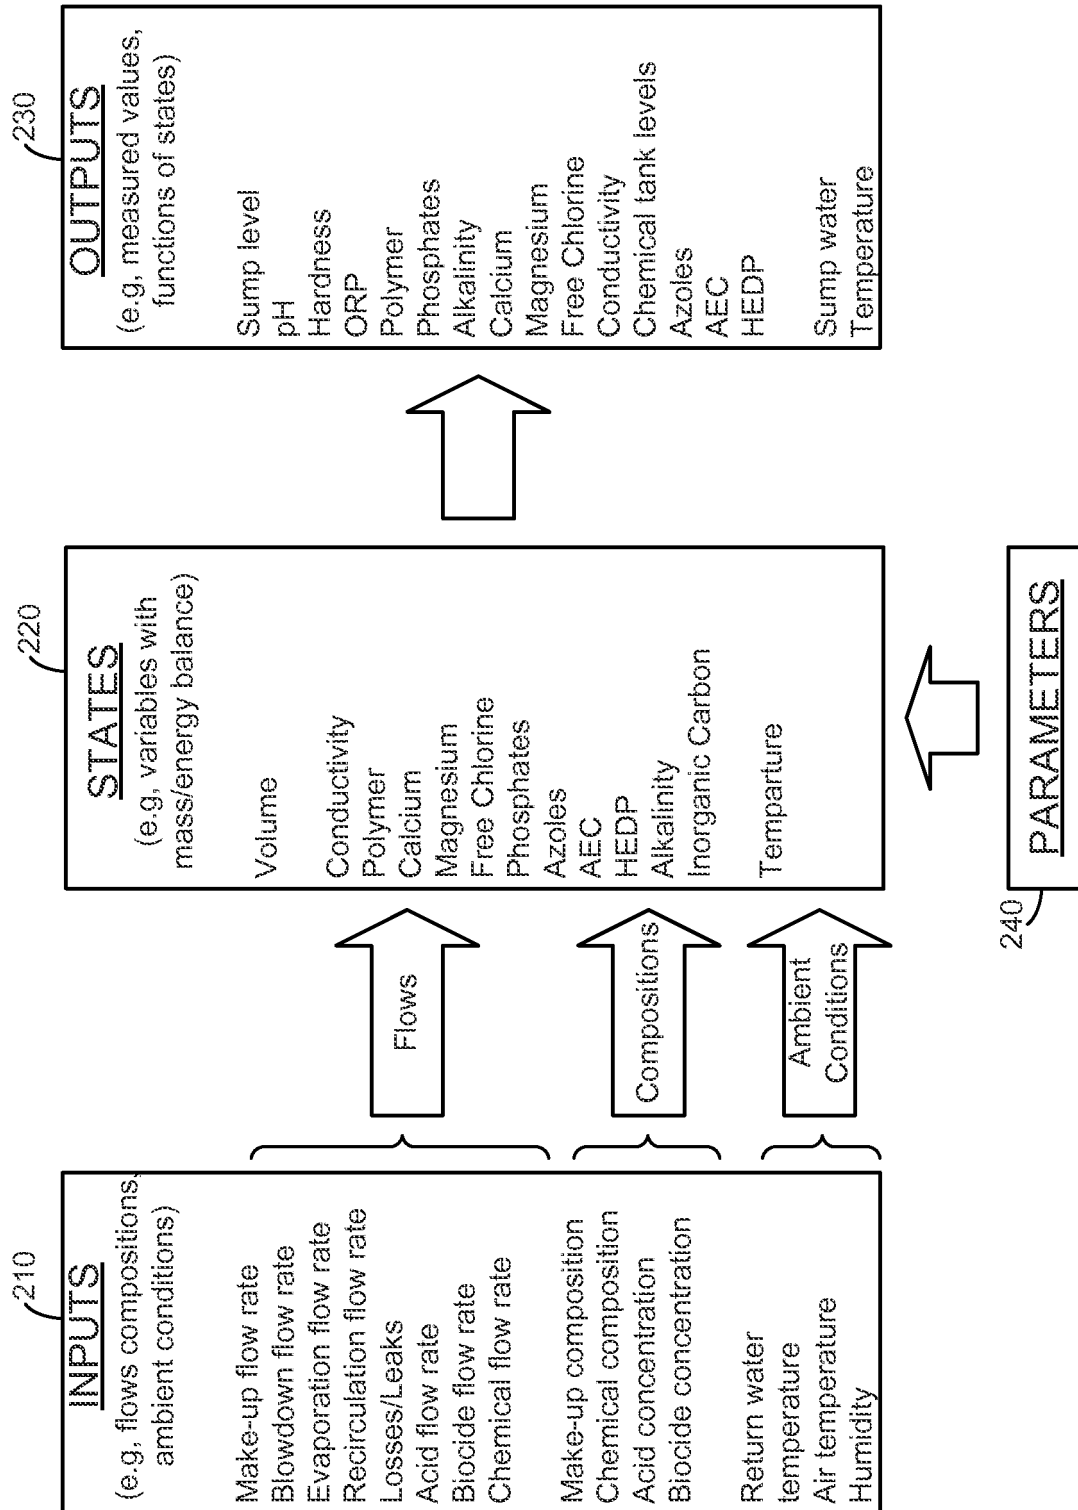 210
INPUTS
(e.g, flows compositions,
ambient conditions)
Make-up flow rate
Blowdown flow rate
Evaporation flow rate
Recirculation flow rate
Losses/Leaks
Acid flow rate
Biocide flow rate
Chemical flow rate
Make-up composition
Chemical composition
Acid concentration
Biocide concentration
Return water
temperature
Air temperature
Humidity
Flows
Compositions
Ambient
Conditions
220
STATES
(e.g, variables with
mass/energy balance)
Volume
Conductivity
Polymer
Calcium
Magnesium
Free Chlorine
Phosphates
Azoles
AEC
HEDP
Alkalinity
Inorganic Carbon
Temparture
240
PARAMETERS
230
OUTPUTS
(e.g, measured values,
functions of states)
Sump level
pH
Hardness
ORP
Polymer
Phosphates
Alkalinity
Calcium
Magnesium
Free Chlorine
Conductivity
Chemical tank levels
Azoles
AEC
HEDP
Sump water
Temperature